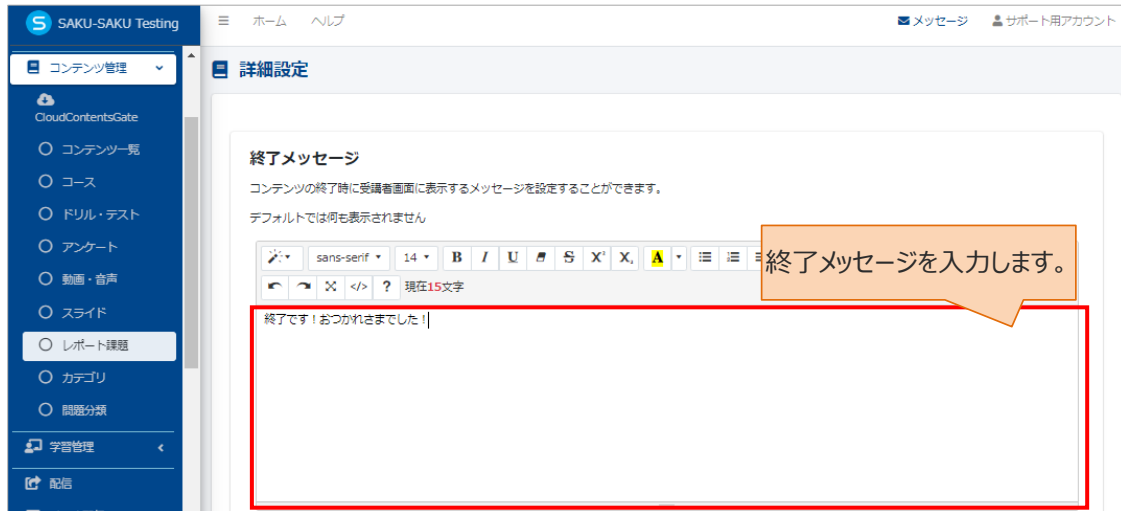 SAKU-SAKU Testing
ホーム ヘルプ
メッセージ サポート用アカウント
コンテンツ管理
CloudContentsGate
コンテンツ一覧
コース
ドリル・テスト
アンケート
動画・音声
スライド
レポート課題
カテゴリ
問題分類
学習管理
配信
詳細設定
終了メッセージ
コンテンツの終了時に受講者画面に表示するメッセージを設定することができます。
デフォルトでは何も表示されません
sans-serif 14 B I U S X² X₂ A
</> ? 現在15文字
終了メッセージを入力します。
終了です！おつかれさまでした！